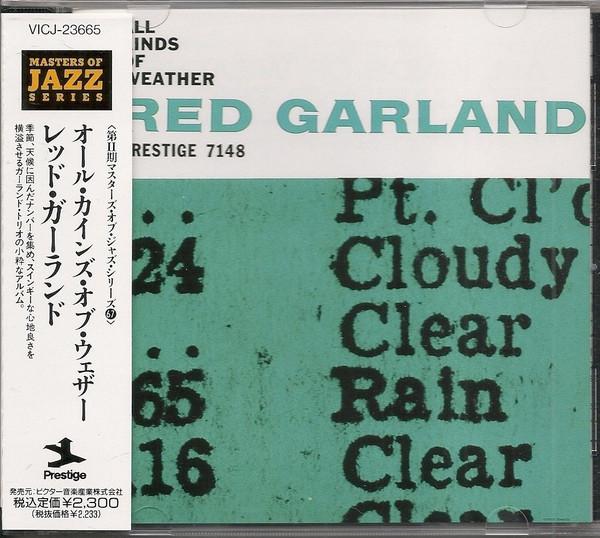 VICJ-23665
MASTERS OF
JAZZ
SERIES
〈第II期マスターズ・オブ・ジャズ・シリーズ67〉
オール・カインズ・オブ・ウェザー
レッド・ガーランド
季節、天候に因んだナンバーを集め、スインギーな心地良さを
横溢させるガーランド・トリオの小粋なアルバム。
Prestige
発売元:ビクター音楽産業株式会社
税込定価¥2,300
(税抜価格¥2,233)
ALL
KINDS
OF
WEATHER
RED GARLAND
PRESTIGE 7148
.. Pt. Cl'd
24 Cloudy
Clear
..
65 Rain
16 Clear
Clear